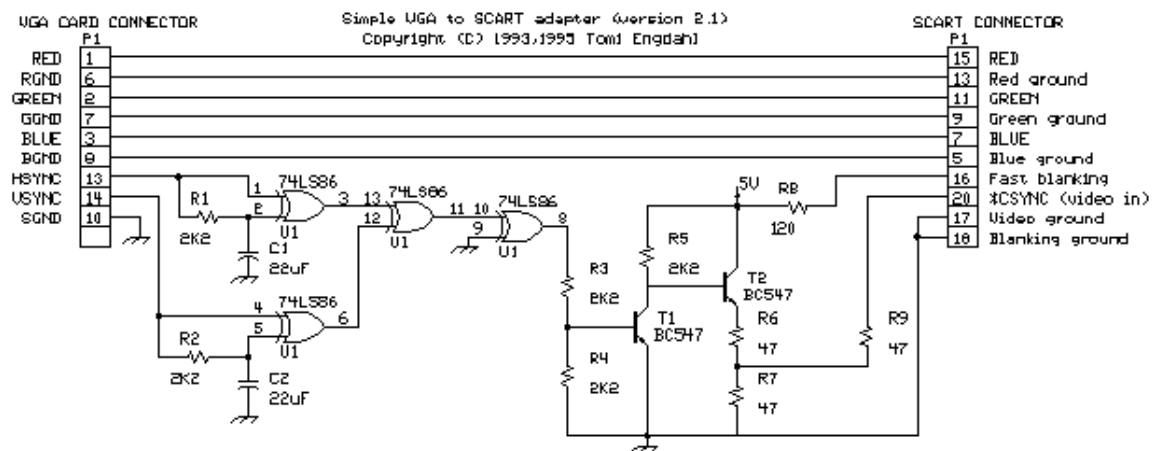 Simple VGA to SCART adapter (version 2.1)
Copyright (C) 1993,1995 Tomi Engdahl
VGA CARD CONNECTOR
P1
RED 1
RGND 6
GREEN 2
GGND 7
BLUE 3
BGND 8
HSYNC 13
VSYNC 14
SGND 10
SCART CONNECTOR
P1
15 RED
13 Red ground
11 GREEN
9 Green ground
7 BLUE
5 Blue ground
16 Fast blanking
20 *CSYNC (video in)
17 Video ground
18 Blanking ground
R1
2K2
C1
22uF
74LS86
1
2
3
U1
R2
2K2
C2
22uF
74LS86
4
5
6
U1
74LS86
13
12
11
U1
74LS86
10
9
8
U1
R3
2K2
R4
2K2
R5
2K2
T1
BC547
5V
R8
120
T2
BC547
R6
47
R7
47
R9
47